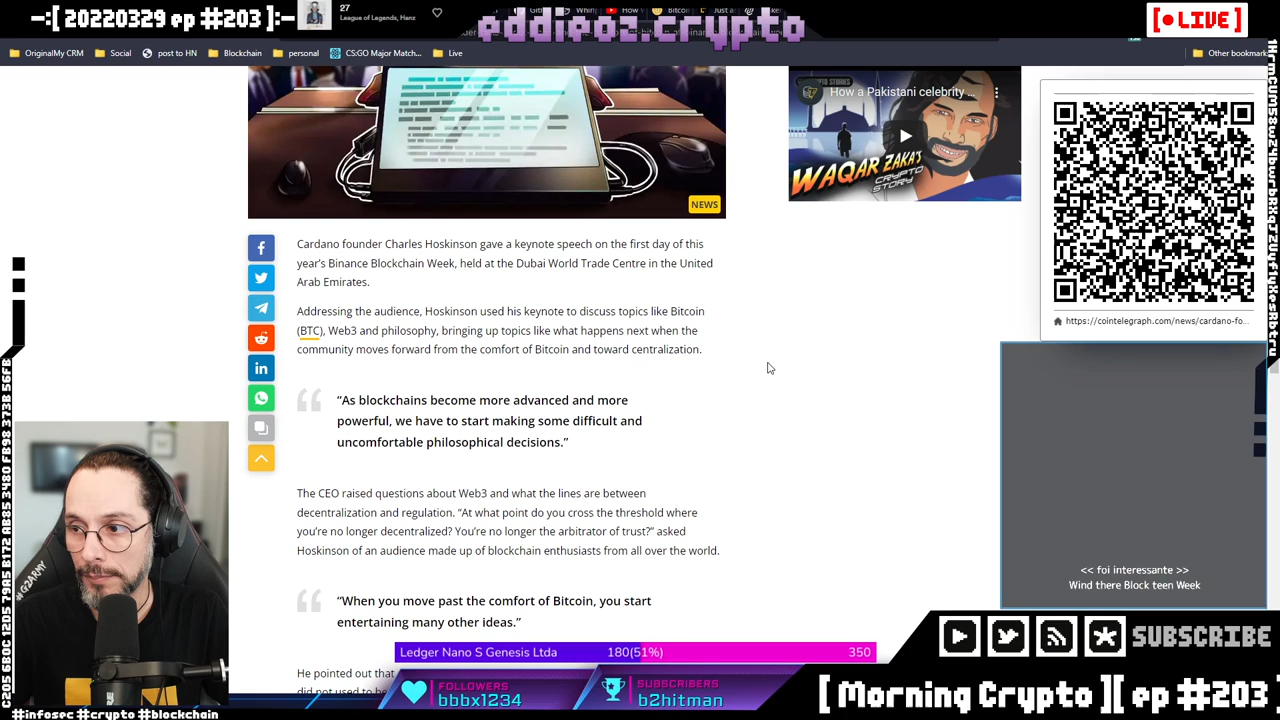 -:[ 20220329 ep #203 ]:-
27
League of Legends, Hanz
eddieoz.crypto
[ • LIVE ]
OriginalMy CRM
Social
post to HN
Blockchain
personal
CS:GO Major Match...
Live
Other bookmark
How a Pakistani celebrity ...
WAQAR ZAKA'S
CRYPTO
STORY
NEWS
https://cointelegraph.com/news/cardano-fo...
Cardano founder Charles Hoskinson gave a keynote speech on the first day of this
year's Binance Blockchain Week, held at the Dubai World Trade Centre in the United
Arab Emirates.
Addressing the audience, Hoskinson used his keynote to discuss topics like Bitcoin
(BTC), Web3 and philosophy, bringing up topics like what happens next when the
community moves forward from the comfort of Bitcoin and toward centralization.
“As blockchains become more advanced and more
powerful, we have to start making some difficult and
uncomfortable philosophical decisions.”
The CEO raised questions about Web3 and what the lines are between
decentralization and regulation. “At what point do you cross the threshold where
you're no longer decentralized? You're no longer the arbitrator of trust?” asked
Hoskinson of an audience made up of blockchain enthusiasts from all over the world.
“When you move past the comfort of Bitcoin, you start
entertaining many other ideas.”
He pointed out that
did not used to be
<< foi interessante >>
Wind there Block teen Week
Ledger Nano S Genesis Ltda
180(51%)
350
FOLLOWERS
bbbx1234
SUBSCRIBERS
b2hitman
SUBSCRIBE
[ Morning Crypto ][ ep #203 ]
#infosec #crypto #blockchain